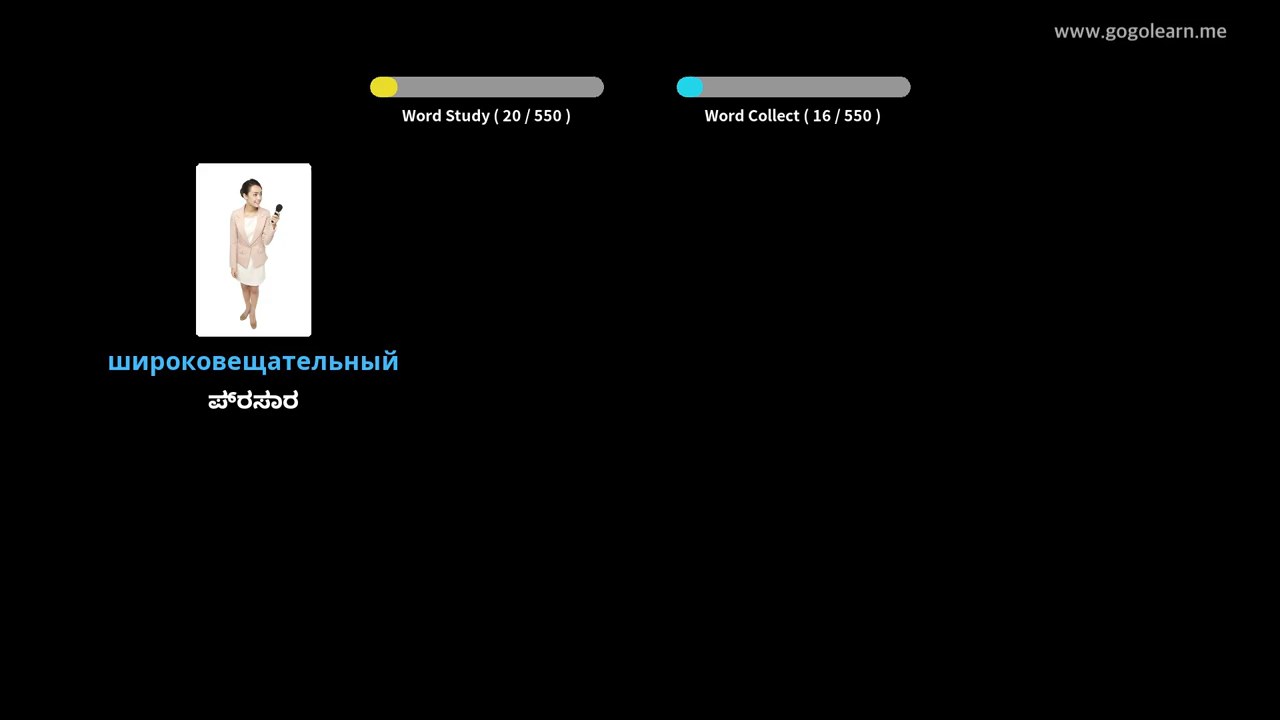 www.gogolearn.me
Word Study ( 20 / 550 )
Word Collect ( 16 / 550 )
широковещательный
ಪ್ರಸಾರ